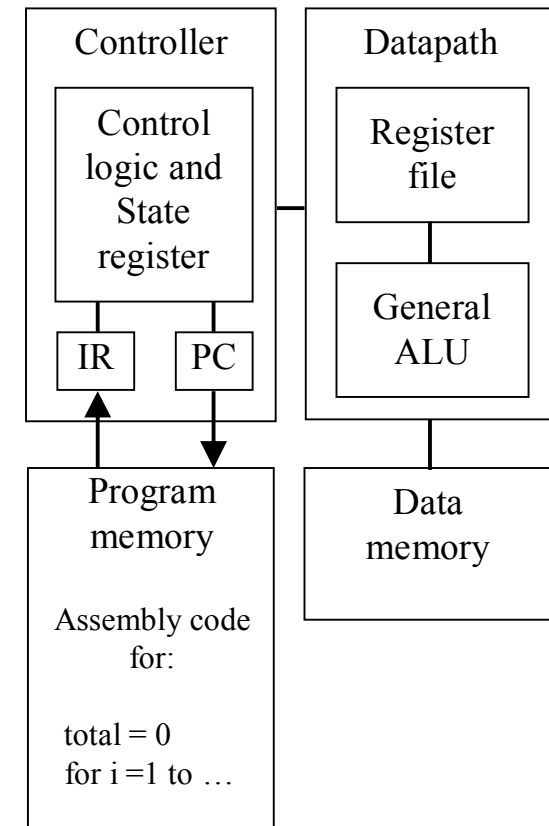 Controller
Control
logic and
State
register
IR
PC
Datapath
Register
file
General
ALU
Program
memory
Assembly code
for:
total = 0
for i =1 to …
Data
memory